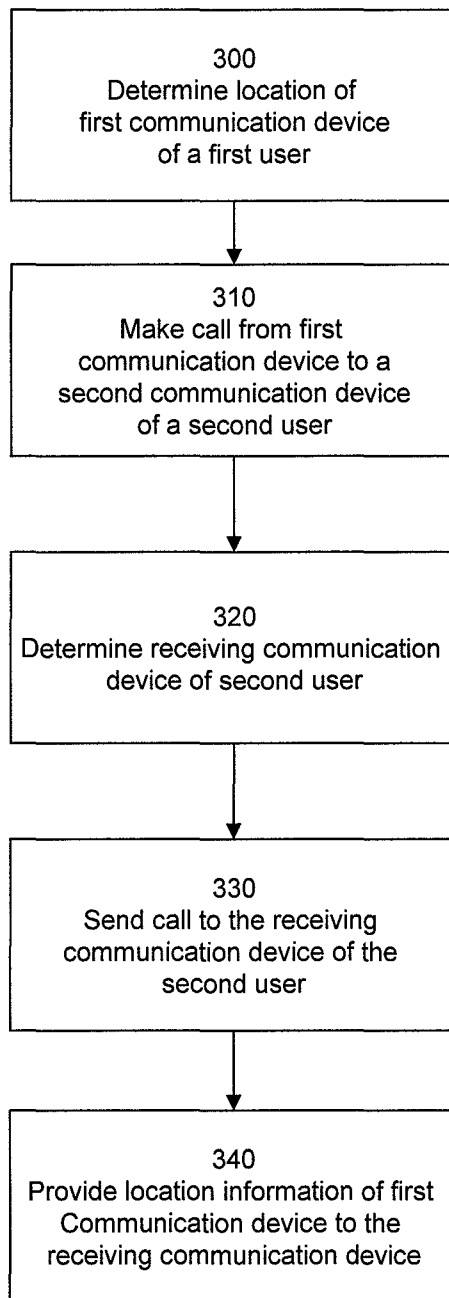 300
Determine location of
first communication device
of a first user
310
Make call from first
communication device to a
second communication device
of a second user
320
Determine receiving communication
device of second user
330
Send call to the receiving
communication device of the
second user
340
Provide location information of first
Communication device to the
receiving communication device